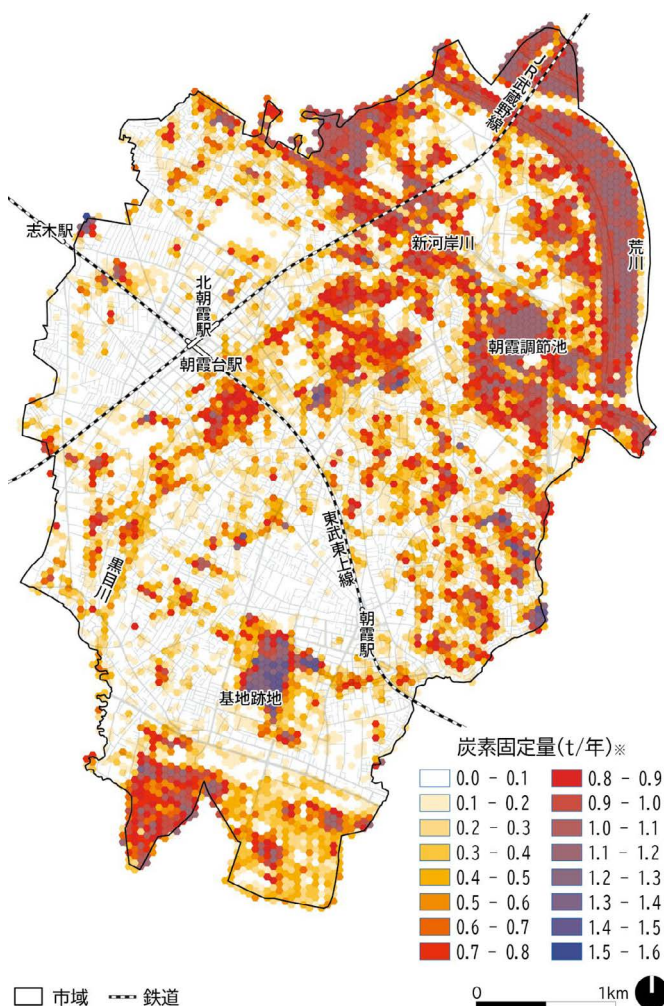 JR武蔵野線
志木駅
新河岸川
荒川
北朝霞駅
朝霞調節池
朝霞台駅
東武東上線
黒目川
朝霞駅
基地跡地
炭素固定量(t/年)※
0.0 - 0.1
0.1 - 0.2
0.2 - 0.3
0.3 - 0.4
0.4 - 0.5
0.5 - 0.6
0.6 - 0.7
0.7 - 0.8
0.8 - 0.9
0.9 - 1.0
1.0 - 1.1
1.1 - 1.2
1.2 - 1.3
1.3 - 1.4
1.4 - 1.5
1.5 - 1.6
市域
鉄道
0 1km